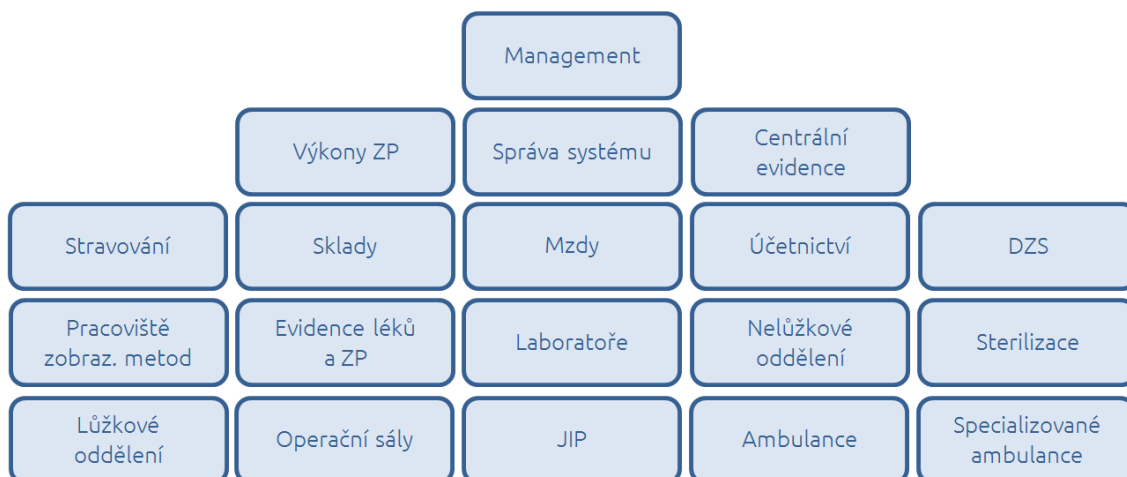 Management
Výkony ZP
Správa systému
Centrální
evidence
Stravování
Sklady
Mzdy
Účetnictví
DZS
Pracoviště
zobraz. metod
Evidence léků
a ZP
Laboratoře
Nelůžkové
oddělení
Sterilizace
Lůžkové
oddělení
Operační sály
JIP
Ambulance
Specializované
ambulance